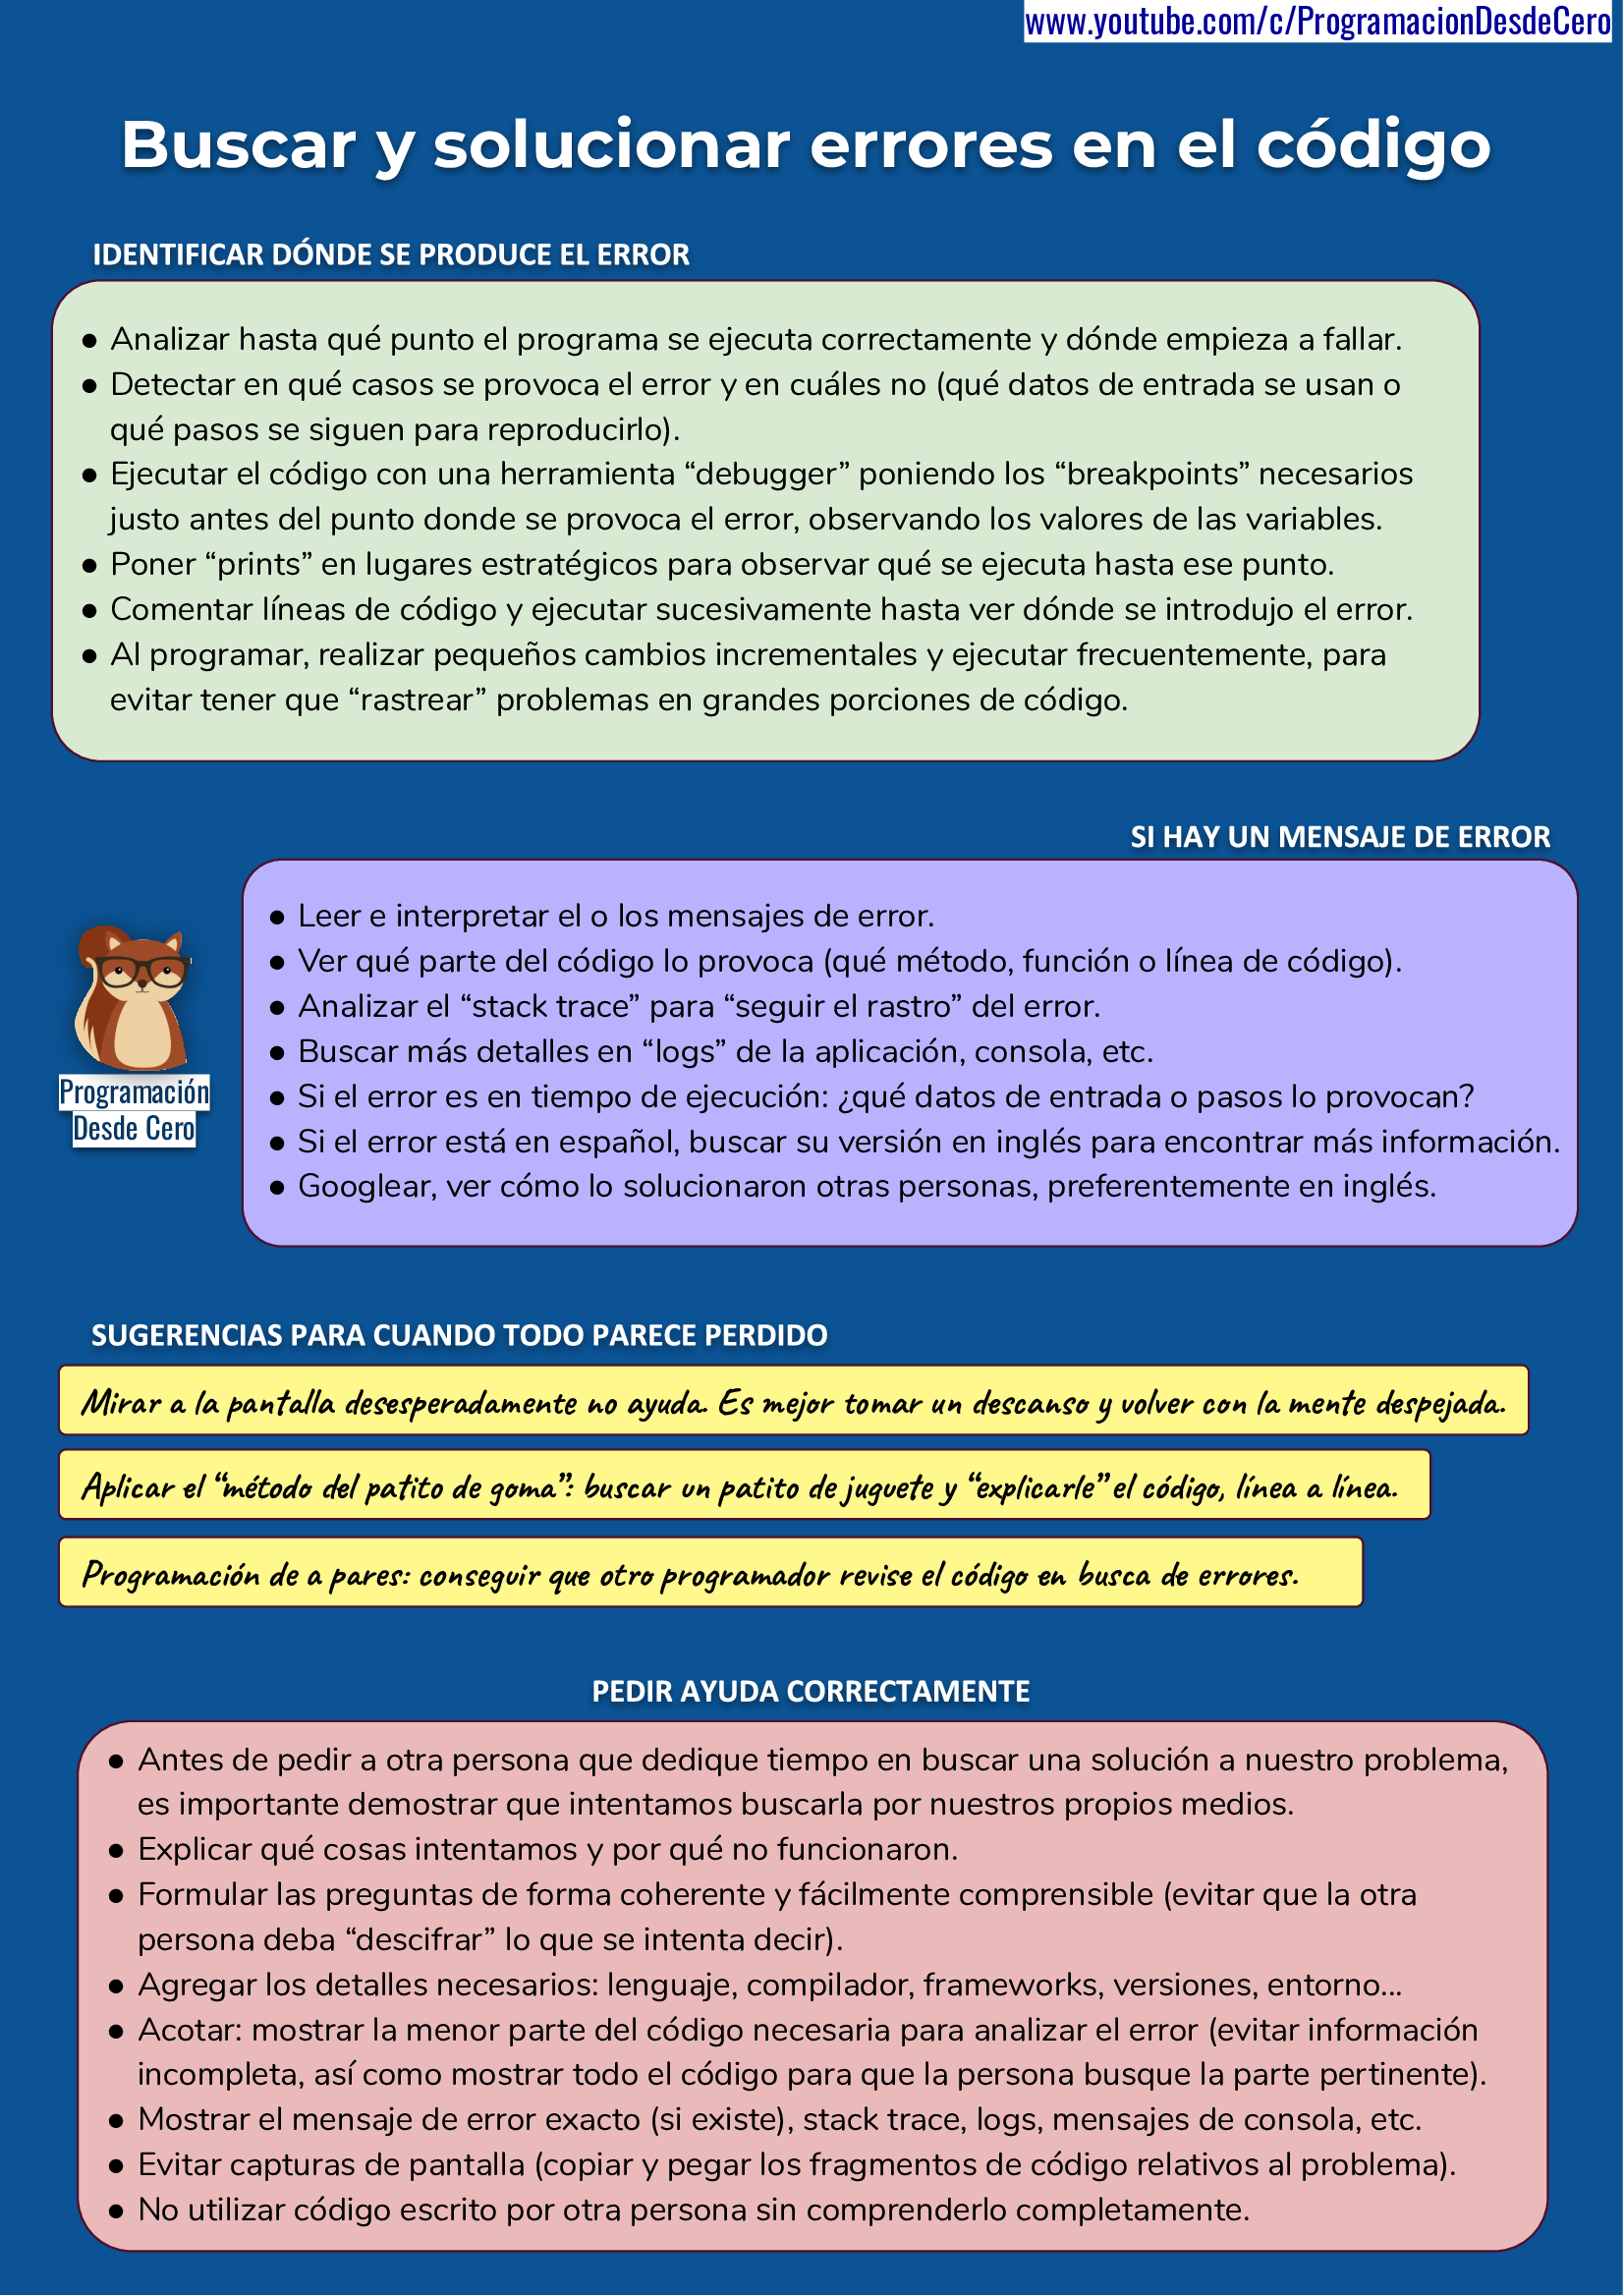 www.youtube.com/c/ProgramacionDesdeCero
Buscar y solucionar errores en el código
IDENTIFICAR DÓNDE SE PRODUCE EL ERROR
● Analizar hasta qué punto el programa se ejecuta correctamente y dónde empieza a fallar.
● Detectar en qué casos se provoca el error y en cuáles no (qué datos de entrada se usan o
qué pasos se siguen para reproducirlo).
● Ejecutar el código con una herramienta “debugger” poniendo los “breakpoints” necesarios
justo antes del punto donde se provoca el error, observando los valores de las variables.
● Poner “prints” en lugares estratégicos para observar qué se ejecuta hasta ese punto.
● Comentar líneas de código y ejecutar sucesivamente hasta ver dónde se introdujo el error.
● Al programar, realizar pequeños cambios incrementales y ejecutar frecuentemente, para
evitar tener que “rastrear” problemas en grandes porciones de código.
SI HAY UN MENSAJE DE ERROR
● Leer e interpretar el o los mensajes de error.
● Ver qué parte del código lo provoca (qué método, función o línea de código).
● Analizar el “stack trace” para “seguir el rastro” del error.
● Buscar más detalles en “logs” de la aplicación, consola, etc.
● Si el error es en tiempo de ejecución: ¿qué datos de entrada o pasos lo provocan?
● Si el error está en español, buscar su versión en inglés para encontrar más información.
● Googlear, ver cómo lo solucionaron otras personas, preferentemente en inglés.
Programación
Desde Cero
SUGERENCIAS PARA CUANDO TODO PARECE PERDIDO
Mirar a la pantalla desesperadamente no ayuda. Es mejor tomar un descanso y volver con la mente despejada.
Aplicar el “método del patito de goma”: buscar un patito de juguete y “explicarle” el código, línea a línea.
Programación de a pares: conseguir que otro programador revise el código en busca de errores.
PEDIR AYUDA CORRECTAMENTE
● Antes de pedir a otra persona que dedique tiempo en buscar una solución a nuestro problema,
es importante demostrar que intentamos buscarla por nuestros propios medios.
● Explicar qué cosas intentamos y por qué no funcionaron.
● Formular las preguntas de forma coherente y fácilmente comprensible (evitar que la otra
persona deba “descifrar” lo que se intenta decir).
● Agregar los detalles necesarios: lenguaje, compilador, frameworks, versiones, entorno...
● Acotar: mostrar la menor parte del código necesaria para analizar el error (evitar información
incompleta, así como mostrar todo el código para que la persona busque la parte pertinente).
● Mostrar el mensaje de error exacto (si existe), stack trace, logs, mensajes de consola, etc.
● Evitar capturas de pantalla (copiar y pegar los fragmentos de código relativos al problema).
● No utilizar código escrito por otra persona sin comprenderlo completamente.